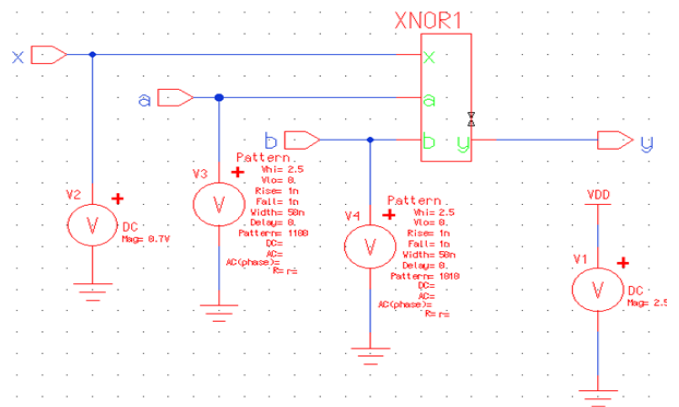 XNOR1
x
x
a
a
b
b
y
y
Pattern
V3
Vhi= 2.5
Vlo= 0.
Rise= 1n
Fall= 1n
Width= 50n
Delay= 0.
Pattern= 1100
DC=
AC=
AC(phase)=
V2
DC
Mag= 0.7V
Pattern
V4
Vhi= 2.5
Vlo= 0.
Rise= 1n
Fall= 1n
Width= 50n
Delay= 0.
Pattern= 1010
DC=
AC=
AC(phase)=
VDD
V1
DC
Mag= 2.5
V
V
V
V